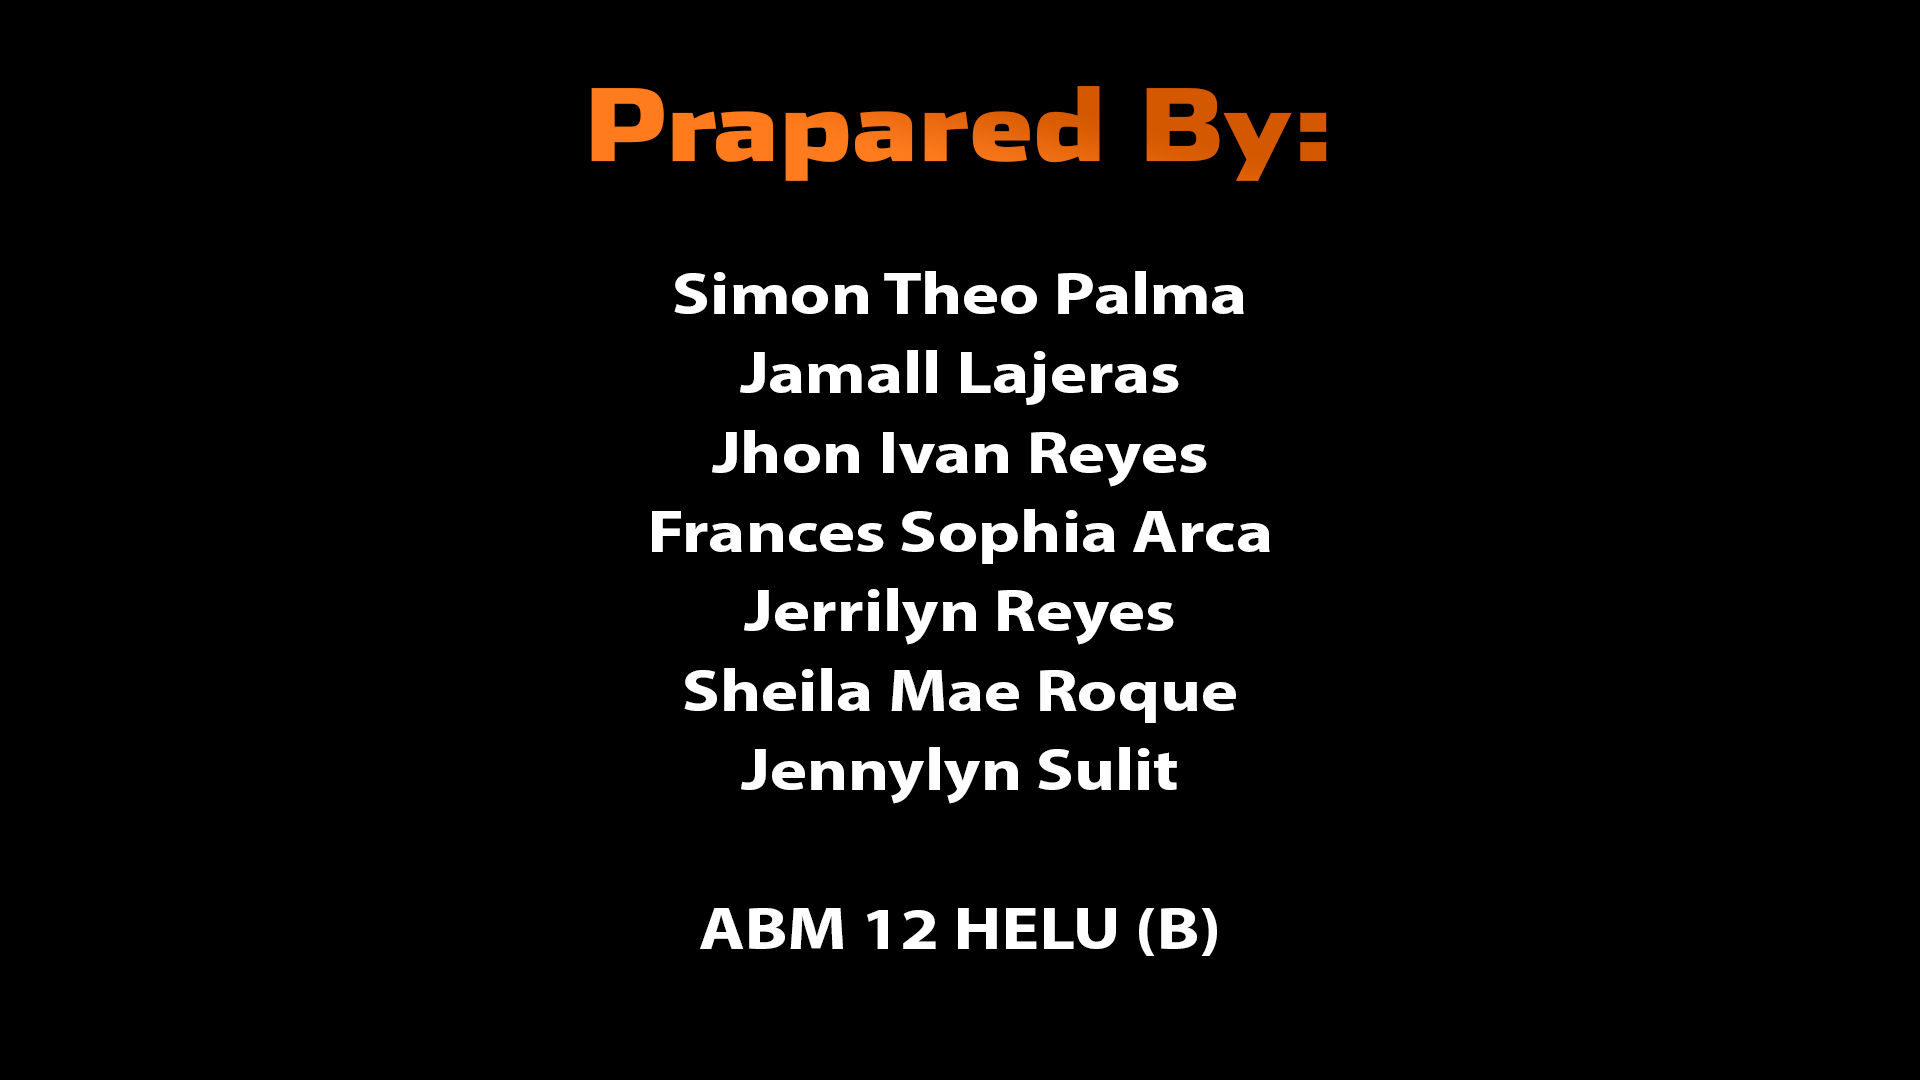 Prapared By:
Simon Theo Palma
Jamall Lajeras
Jhon Ivan Reyes
Frances Sophia Arca
Jerrilyn Reyes
Sheila Mae Roque
Jennylyn Sulit
ABM 12 HELU (B)